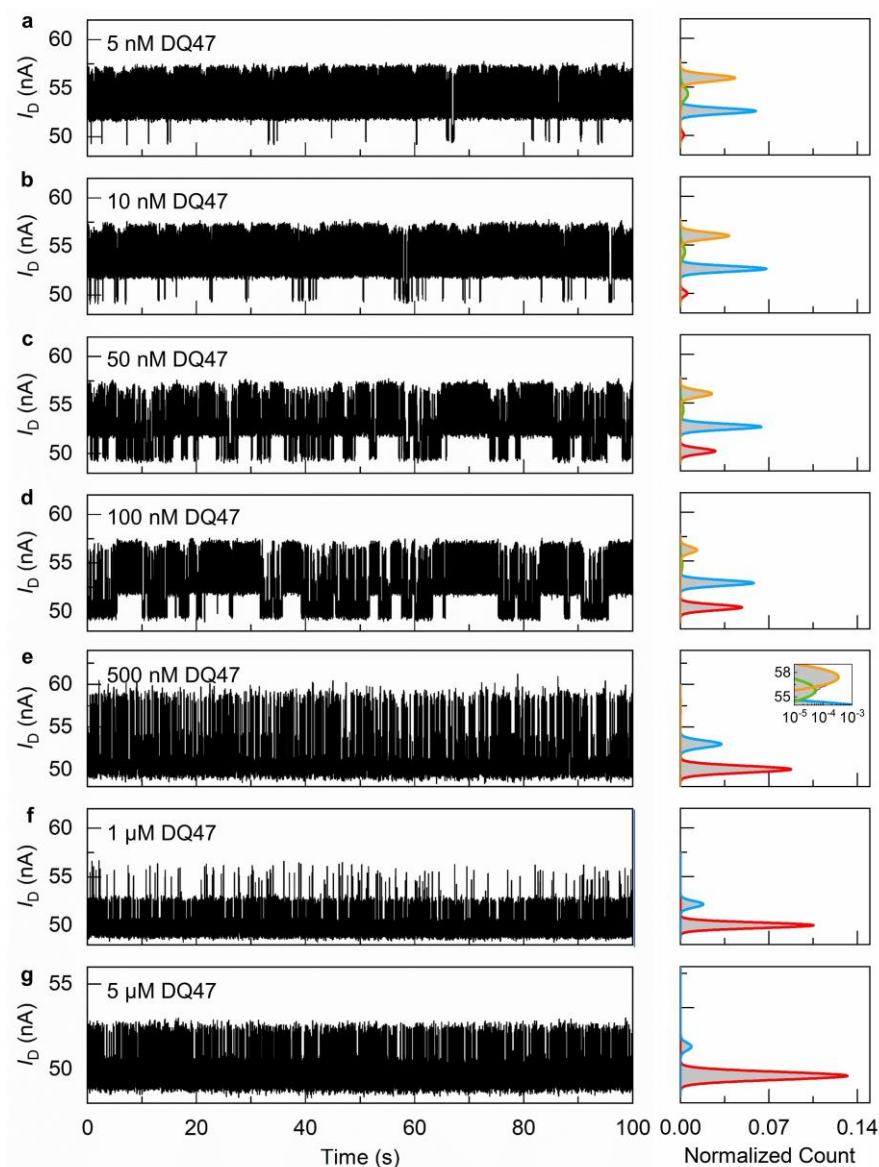 a
5 nM DQ47
60
55
50
I_D (nA)
b
10 nM DQ47
60
55
50
I_D (nA)
c
50 nM DQ47
60
55
50
I_D (nA)
d
100 nM DQ47
60
55
50
I_D (nA)
e
500 nM DQ47
60
55
50
I_D (nA)
58
55
10⁻⁵ 10⁻⁴ 10⁻³
f
1 µM DQ47
60
55
50
I_D (nA)
g
5 µM DQ47
55
50
I_D (nA)
0 20 40 60 80 100
0.00 0.07 0.14
Time (s)
Normalized Count